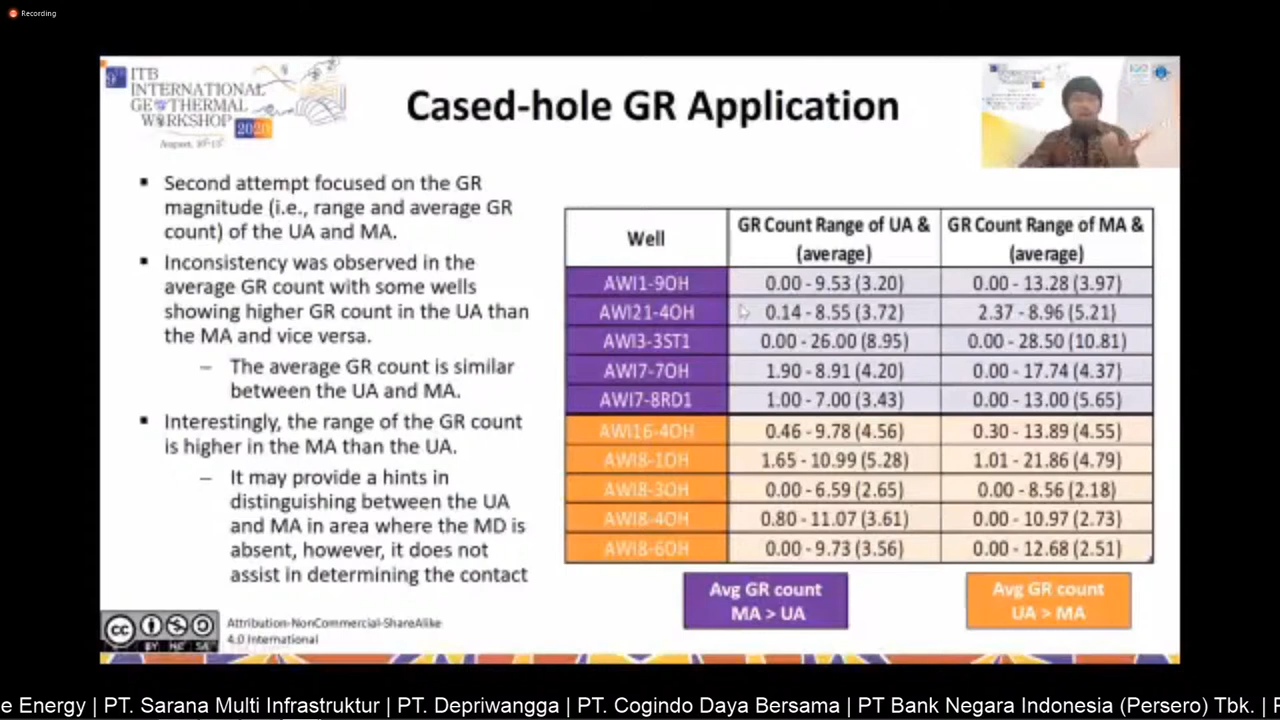 Recording
ITB
INTERNATIONAL
GEOTHERMAL
WORKSHOP
2020
Cased-hole GR Application
▪ Second attempt focused on the GR
magnitude (i.e., range and average GR
count) of the UA and MA.
▪ Inconsistency was observed in the
average GR count with some wells
showing higher GR count in the UA than
the MA and vice versa.
– The average GR count is similar
between the UA and MA.
▪ Interestingly, the range of the GR count
is higher in the MA than the UA.
– It may provide a hints in
distinguishing between the UA
and MA in area where the MD is
absent, however, it does not
assist in determining the contact
Well GR Count Range of UA & (average) GR Count Range of MA & (average)
AWI1-9OH 0.00 - 9.53 (3.20) 0.00 - 13.28 (3.97)
AWI21-4OH 0.14 - 8.55 (3.72) 2.37 - 8.96 (5.21)
AWI3-3ST1 0.00 - 26.00 (8.95) 0.00 - 28.50 (10.81)
AWI7-7OH 1.90 - 8.91 (4.20) 0.00 - 17.74 (4.37)
AWI7-8RD1 1.00 - 7.00 (3.43) 0.00 - 13.00 (5.65)
AWI16-4OH 0.46 - 9.78 (4.56) 0.30 - 13.89 (4.55)
AWI8-1OH 1.65 - 10.99 (5.28) 1.01 - 21.86 (4.79)
AWI8-3OH 0.00 - 6.59 (2.65) 0.00 - 8.56 (2.18)
AWI8-4OH 0.80 - 11.07 (3.61) 0.00 - 10.97 (2.73)
AWI8-6OH 0.00 - 9.73 (3.56) 0.00 - 12.68 (2.51)
Avg GR count
MA > UA
Avg GR count
UA > MA
cc
BY NC SA
Attribution-NonCommercial-ShareAlike
4.0 International
e Energy | PT. Sarana Multi Infrastruktur | PT. Depriwangga | PT. Cogindo Daya Bersama | PT Bank Negara Indonesia (Persero) Tbk. |